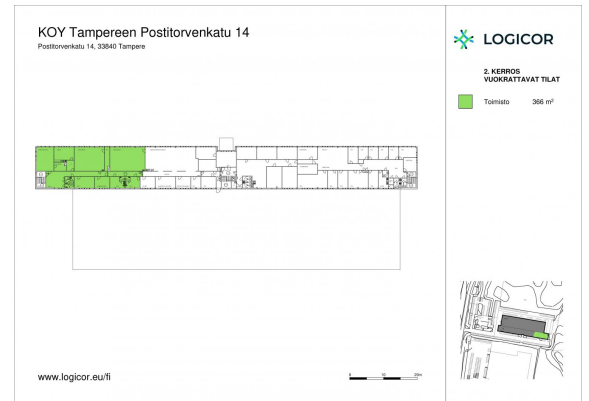 KOY Tampereen Postitorvenkatu 14
Postitorvenkatu 14, 33840 Tampere
LOGICOR
2. KERROS
VUOKRATTAVAT TILAT
Toimisto 366 m²
www.logicor.eu/fi
0 10 20m